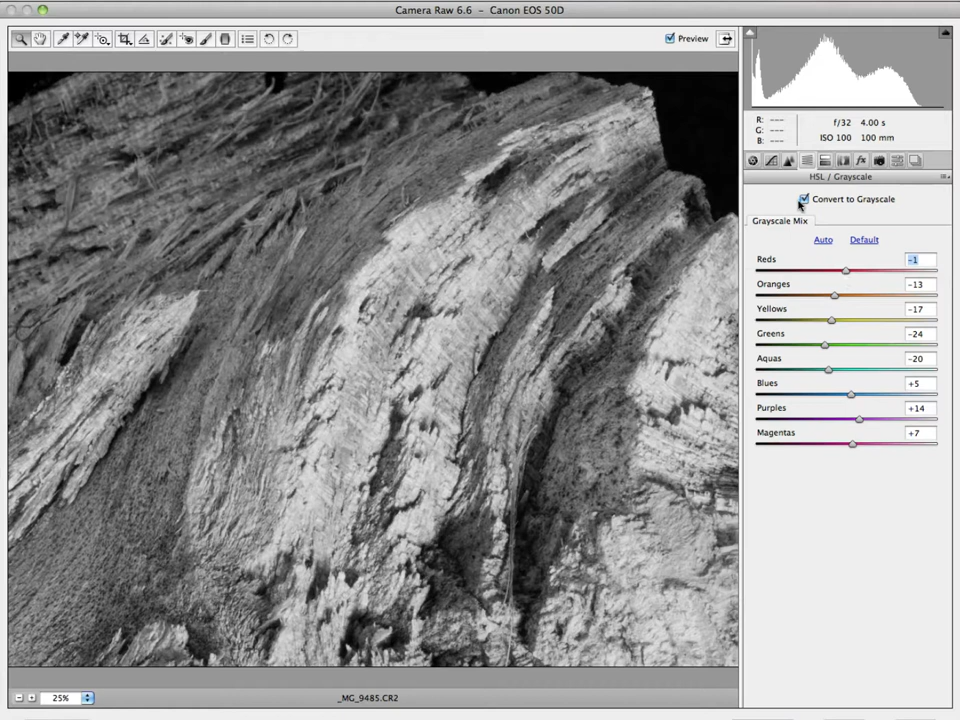 Camera Raw 6.6 – Canon EOS 50D
Preview
R: ---
G: ---
B: ---
f/32 4.00 s
ISO 100 100 mm
fx
HSL / Grayscale
Convert to Grayscale
Grayscale Mix
Auto Default
Reds -1
Oranges -13
Yellows -17
Greens -24
Aquas -20
Blues +5
Purples +14
Magentas +7
25%
_MG_9485.CR2